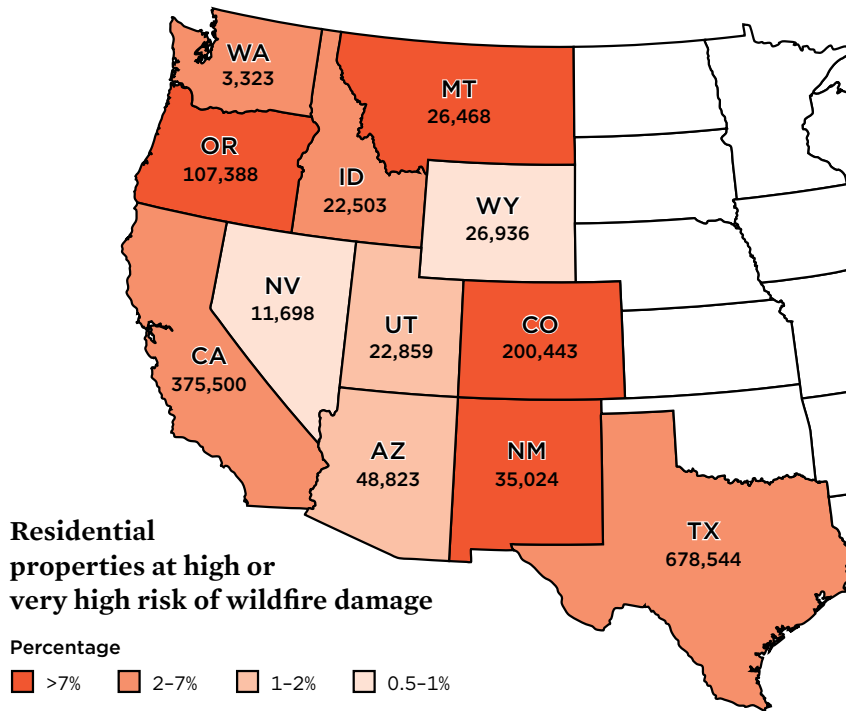 WA
3,323
MT
26,468
OR
107,388
ID
22,503
WY
26,936
NV
11,698
UT
22,859
CO
200,443
CA
375,500
AZ
48,823
NM
35,024
TX
678,544
Residential
properties at high or
very high risk of wildfire damage
Percentage
>7% 2–7% 1–2% 0.5–1%